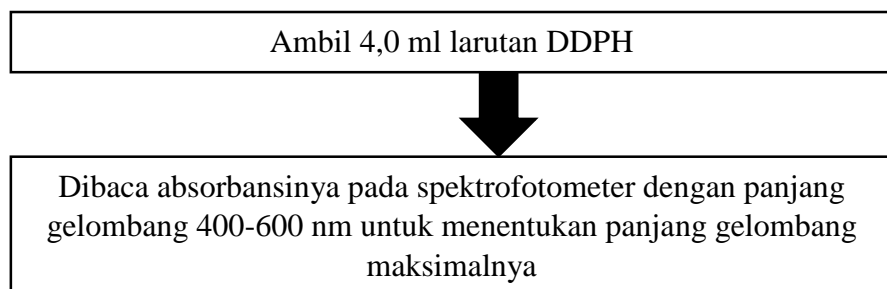 Ambil 4,0 ml larutan DDPH
Dibaca absorbansinya pada spektrofotometer dengan panjang
gelombang 400-600 nm untuk menentukan panjang gelombang
maksimalnya